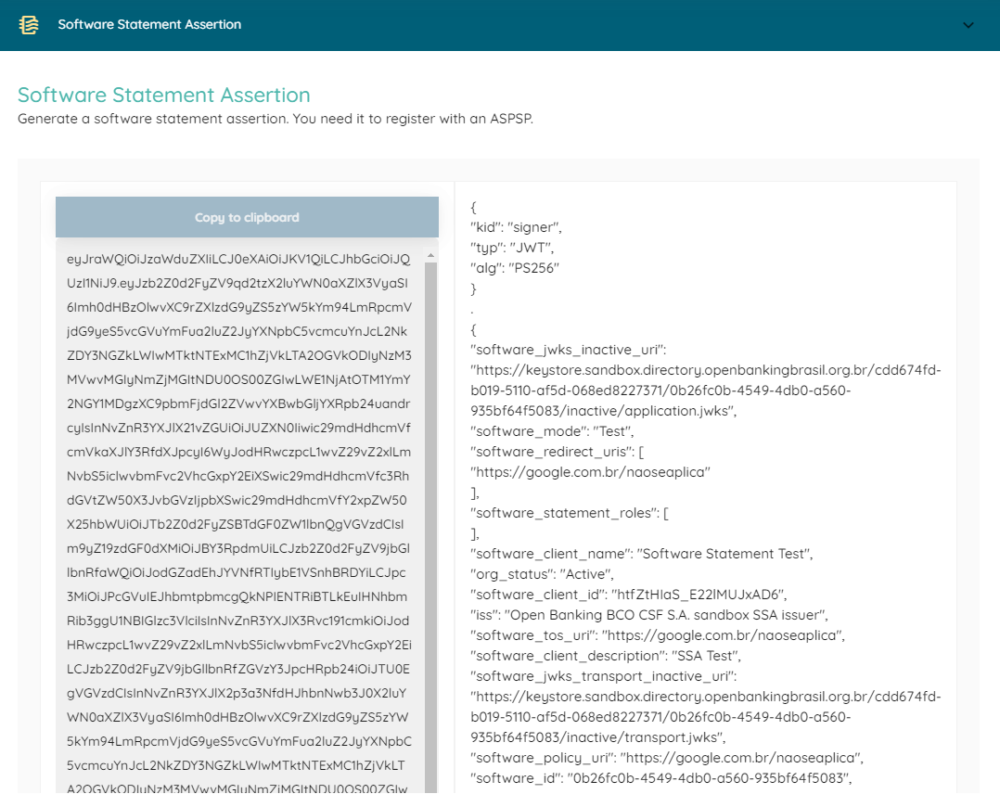 Software Statement Assertion
Software Statement Assertion
Generate a software statement assertion. You need it to register with an ASPSP.
Copy to clipboard
eyJraWQiOiJzaWduZXIiLCJ0eXAiOiJKV1QiLCJhbGciOiJQ
UzI1NiJ9.eyJzb2Z0d2FyZV9qd2tzX2luYWN0aXZlX3VyaSI
6Imh0dHBzOlwvXC9rZXlzdG9yZS5zYW5kYm94LmRpcmV
jdG9yeS5vcGVuYmFua2luZ2JyYXNpbC5vcmcuYnJcL2Nk
ZDY3NGZkLWIwMTktNTExMC1hZjVkLTA2OGVkODIyNzM3
MVwvMGIyNmZjMGItNDU0OS00ZGIwLWE1NjAtOTM1YmY
2NGY1MDgzXC9pbmFjdGl2ZVwvYXBwbGljYXRpb24uandr
cyIsInNvZnR3YXJlX21vZGUiOiJUZXN0Iiwic29mdHdhcmVf
cmVkaXJlY3RfdXJpcyI6WyJodHRwczpcL1wvZ29vZ2xlLm
NvbS5iclwvbmFvc2VhcGxpY2EiXSwic29mdHdhcmVfc3Rh
dGVtZW50X3JvbGVzIjpbXSwic29mdHdhcmVfY2xpZW50
X25hbWUiOiJTb2Z0d2FyZSBTdGF0ZW1lbnQgVGVzdCIsI
m9yZ19zdGF0dXMiOiJBY3RpdmUiLCJzb2Z0d2FyZV9jbGl
lbnRfaWQiOiJodGZadEhJYVNfRTIybE1VSnhBRDYiLCJpc
3MiOiJPcGVuIEJhbmtpbmcgQkNPIENTRiBTLkEuIHNhbm
Rib3ggU1NBIGlzc3VlciIsInNvZnR3YXJlX3Rvc191cmkiOiJod
HRwczpcL1wvZ29vZ2xlLmNvbS5iclwvbmFvc2VhcGxpY2Ei
LCJzb2Z0d2FyZV9jbGllbnRfZGVzY3JpcHRpb24iOiJTU0E
gVGVzdCIsInNvZnR3YXJlX2p3a3NfdHJhbnNwb3J0X2luY
WN0aXZlX3VyaSI6Imh0dHBzOlwvXC9rZXlzdG9yZS5zYW
5kYm94LmRpcmVjdG9yeS5vcGVuYmFua2luZ2JyYXNpbC
5vcmcuYnJcL2NkZDY3NGZkLWIwMTktNTExMC1hZjVkLT
A2OGVkODIyNzM3MVwvMGIyNmZjMGItNDU0OS00ZGIw
{
"kid": "signer",
"typ": "JWT",
"alg": "PS256"
}
.
{
"software_jwks_inactive_uri":
"https://keystore.sandbox.directory.openbankingbrasil.org.br/cdd674fd-
b019-5110-af5d-068ed8227371/0b26fc0b-4549-4db0-a560-
935bf64f5083/inactive/application.jwks",
"software_mode": "Test",
"software_redirect_uris": [
"https://google.com.br/naoseaplica"
],
"software_statement_roles": [
],
"software_client_name": "Software Statement Test",
"org_status": "Active",
"software_client_id": "htfZtHIaS_E22lMUJxAD6",
"iss": "Open Banking BCO CSF S.A. sandbox SSA issuer",
"software_tos_uri": "https://google.com.br/naoseaplica",
"software_client_description": "SSA Test",
"software_jwks_transport_inactive_uri":
"https://keystore.sandbox.directory.openbankingbrasil.org.br/cdd674fd-
b019-5110-af5d-068ed8227371/0b26fc0b-4549-4db0-a560-
935bf64f5083/inactive/transport.jwks",
"software_policy_uri": "https://google.com.br/naoseaplica",
"software_id": "0b26fc0b-4549-4db0-a560-935bf64f5083",